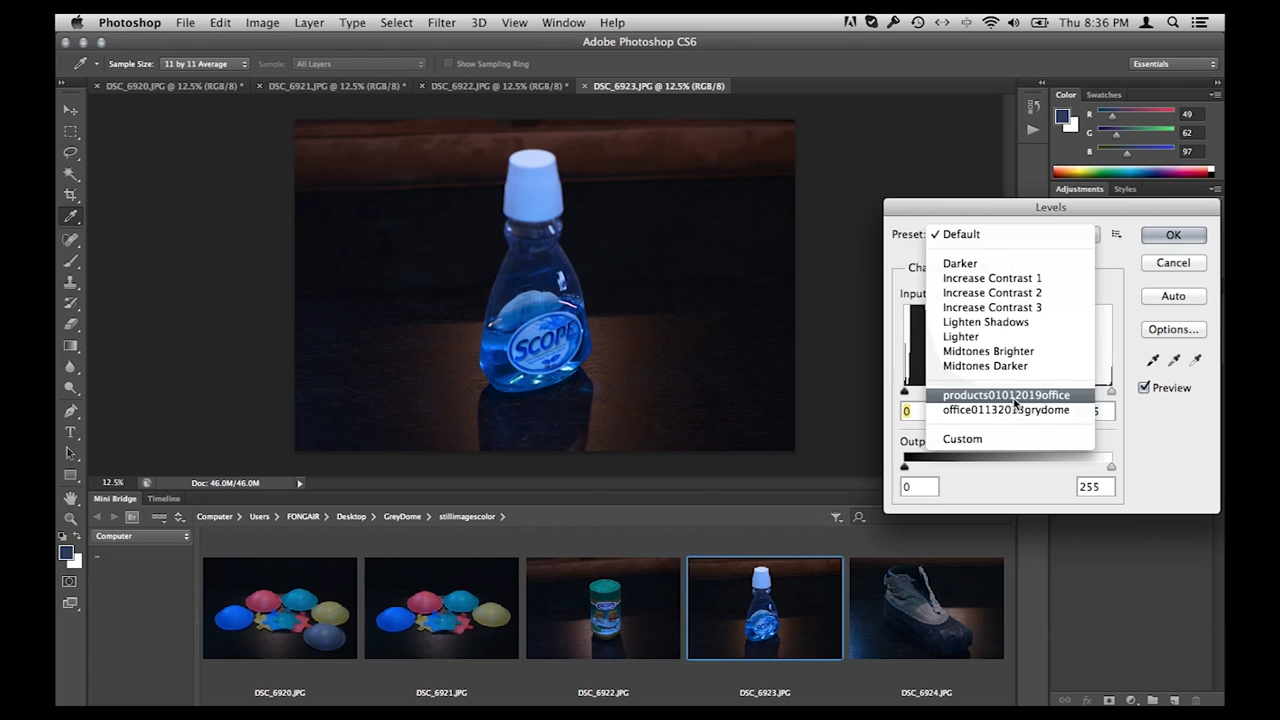 Photoshop File Edit Image Layer Type Select Filter 3D View Window Help Thu 8:36 PM
Adobe Photoshop CS6
Sample Size: 11 by 11 Average Sample: All Layers Show Sampling Ring Essentials
DSC_6920.JPG @ 12.5% (RGB/8) * DSC_6921.JPG @ 12.5% (RGB/8) * DSC_6922.JPG @ 12.5% (RGB/8) * DSC_6923.JPG @ 12.5% (RGB/8)
Color Swatches
R 49
G 62
B 97
Adjustments Styles
Levels
Preset: Default OK
Darker Cancel
Increase Contrast 1
Increase Contrast 2
Increase Contrast 3
Lighten Shadows
Lighter
Midtones Brighter
Midtones Darker
Auto
Options...
Preview
products01012019office
0
Custom
0 255
SCOPE
12.5% Doc: 46.0M/46.0M
Mini Bridge Timeline
Br Computer Users FONGAIR Desktop GreyDome stillimagescolor
Computer
DSC_6920.JPG DSC_6921.JPG DSC_6922.JPG DSC_6923.JPG DSC_6924.JPG